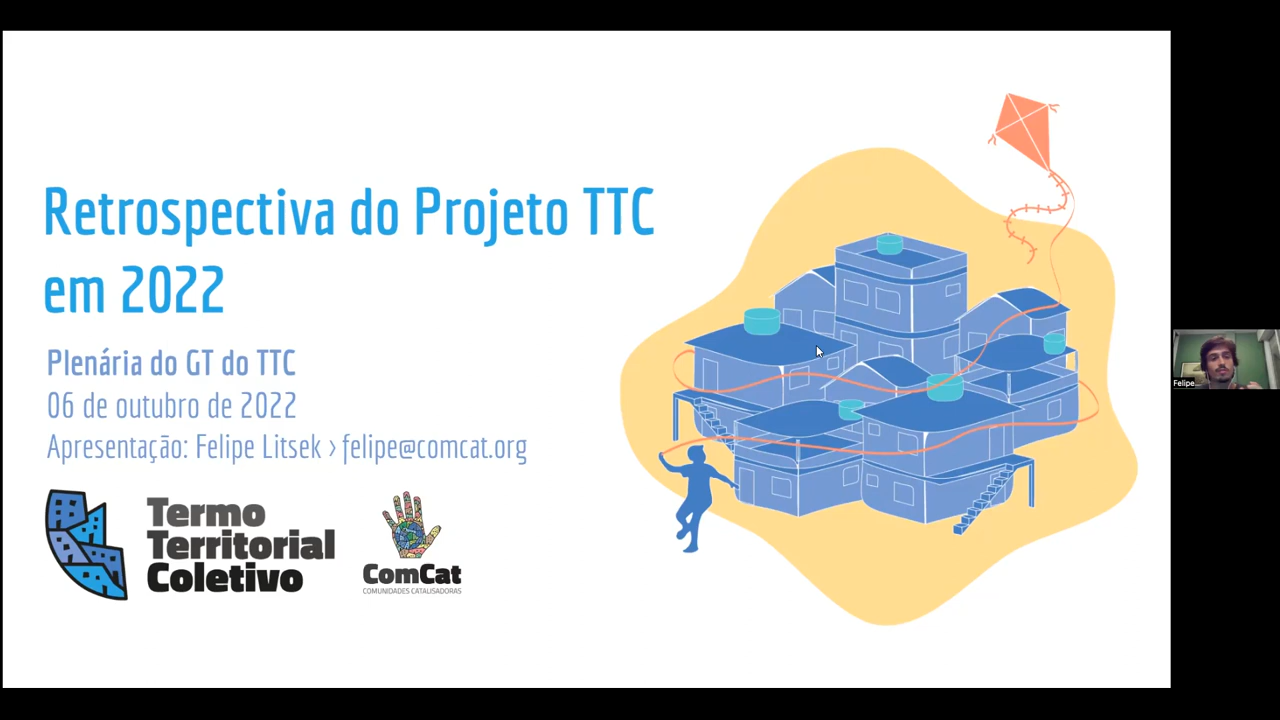 Retrospectiva do Projeto TTC
em 2022
Plenária do GT do TTC
06 de outubro de 2022
Apresentação: Felipe Litsek > felipe@comcat.org
Termo
Territorial
Coletivo
ComCat
COMUNIDADES CATALISADORAS
Felipe...